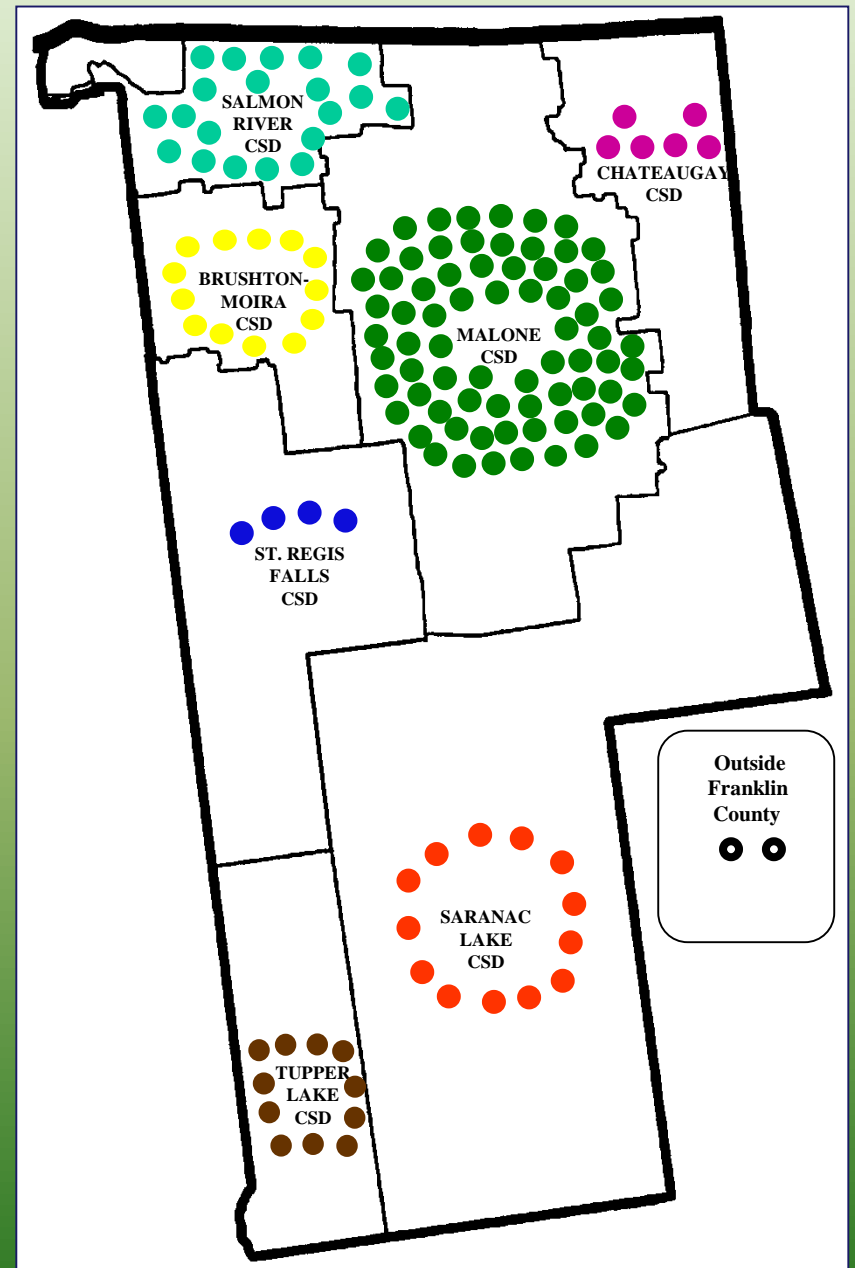 SALMON
RIVER
CSD
CHATEAUGAY
CSD
BRUSHTON-
MOIRA
CSD
MALONE
CSD
ST. REGIS
FALLS
CSD
Outside
Franklin
County
SARANAC
LAKE
CSD
TUPPER
LAKE
CSD